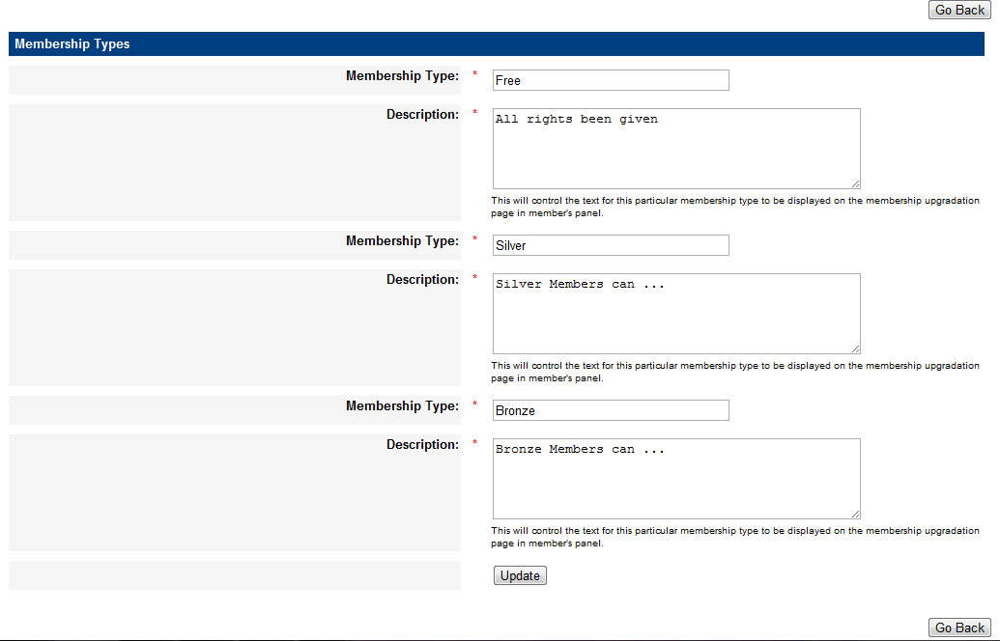 Go Back
Membership Types
Membership Type: * Free
Description: * All rights been given
This will control the text for this particular membership type to be displayed on the membership upgradation
page in member's panel.
Membership Type: * Silver
Description: * Silver Members can ...
This will control the text for this particular membership type to be displayed on the membership upgradation
page in member's panel.
Membership Type: * Bronze
Description: * Bronze Members can ...
This will control the text for this particular membership type to be displayed on the membership upgradation
page in member's panel.
Update
Go Back